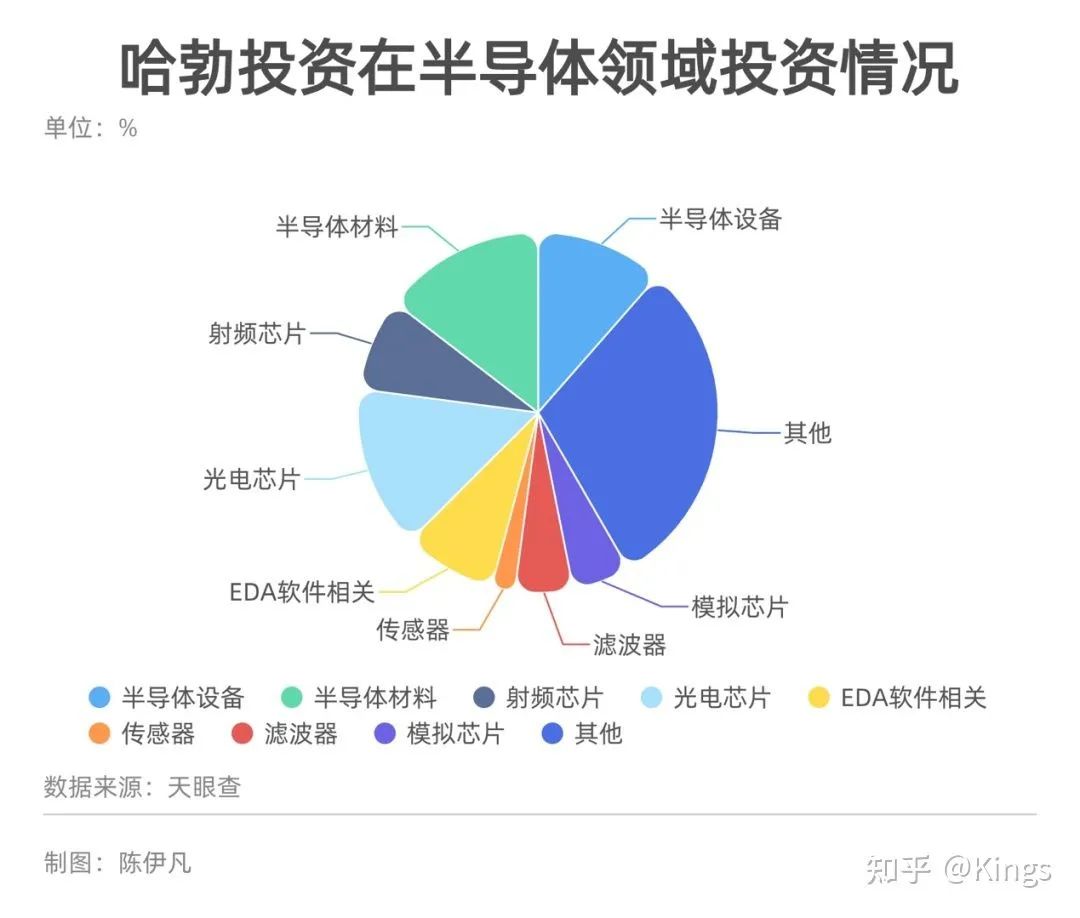 哈勃投资在半导体领域投资情况
单位：%
半导体材料
半导体设备
射频芯片
其他
光电芯片
EDA软件相关
模拟芯片
传感器
滤波器
半导体设备 半导体材料 射频芯片 光电芯片 EDA软件相关
传感器 滤波器 模拟芯片 其他
数据来源：天眼查
制图：陈伊凡
知乎 @Kings